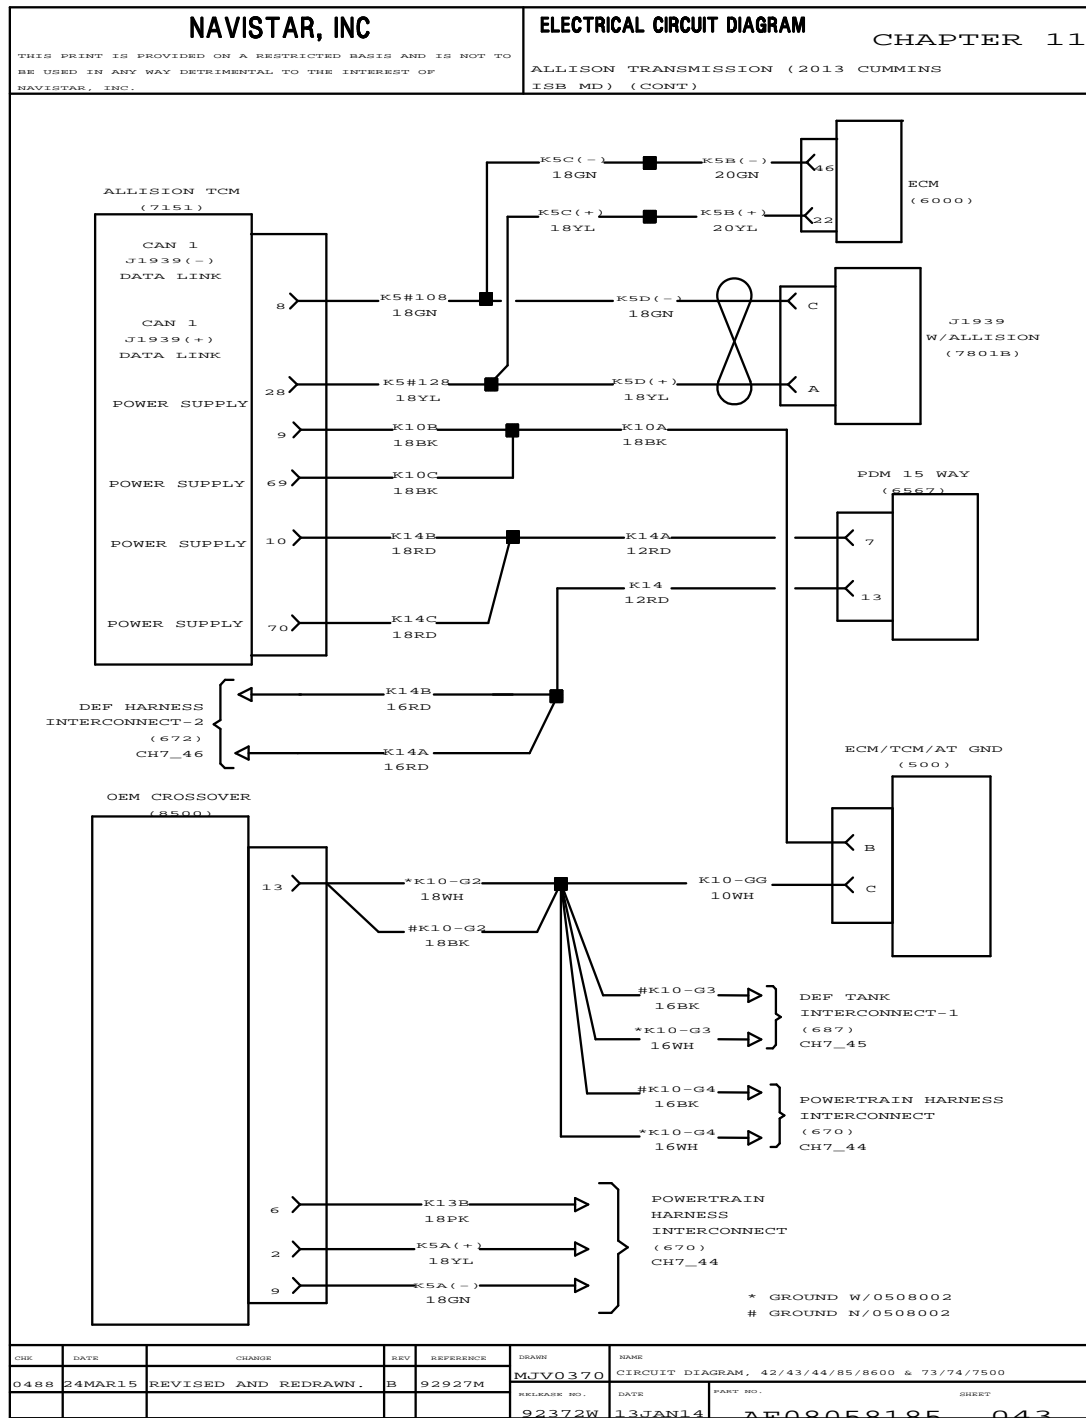 NAVISTAR, INC
THIS PRINT IS PROVIDED ON A RESTRICTED BASIS AND IS NOT TO
BE USED IN ANY WAY DETRIMENTAL TO THE INTEREST OF
NAVISTAR, INC.
ELECTRICAL CIRCUIT DIAGRAM
CHAPTER 11
ALLISON TRANSMISSION (2013 CUMMINS
ISB MD) (CONT)
K5C(-)
18GN
K5B(-)
20GN
46
ECM
(6000)
K5C(+)
18YL
K5B(+)
20YL
22
ALLISION TCM
(7151)
CAN 1
J1939(-)
DATA LINK
8
K5#108
18GN
K5D(-)
18GN
C
J1939
W/ALLISION
(7801B)
CAN 1
J1939(+)
DATA LINK
28
K5#128
18YL
K5D(+)
18YL
A
POWER SUPPLY
9
K10B
18BK
K10A
18BK
POWER SUPPLY
69
K10C
18BK
PDM 15 WAY
(6567)
POWER SUPPLY
10
K14B
18RD
K14A
12RD
7
K14
12RD
13
POWER SUPPLY
70
K14C
18RD
DEF HARNESS
INTERCONNECT-2
(672)
CH7_46
K14B
16RD
K14A
16RD
ECM/TCM/AT GND
(500)
B
C
OEM CROSSOVER
(8500)
13
*K10-G2
18WH
K10-GG
10WH
#K10-G2
18BK
#K10-G3
16BK
*K10-G3
16WH
DEF TANK
INTERCONNECT-1
(687)
CH7_45
#K10-G4
16BK
*K10-G4
16WH
POWERTRAIN HARNESS
INTERCONNECT
(670)
CH7_44
6
K13B
18PK
2
K5A(+)
18YL
9
K5A(-)
18GN
POWERTRAIN
HARNESS
INTERCONNECT
(670)
CH7_44
* GROUND W/0508002
# GROUND N/0508002
CHK DATE CHANGE REV REFERENCE
0488 24MAR15 REVISED AND REDRAWN. B 92927M
DRAWN
MJV0370
NAME
CIRCUIT DIAGRAM, 42/43/44/85/8600 & 73/74/7500
RELEASE NO.
92372W
DATE
13JAN14
PART NO.
AF08058185
SHEET
043